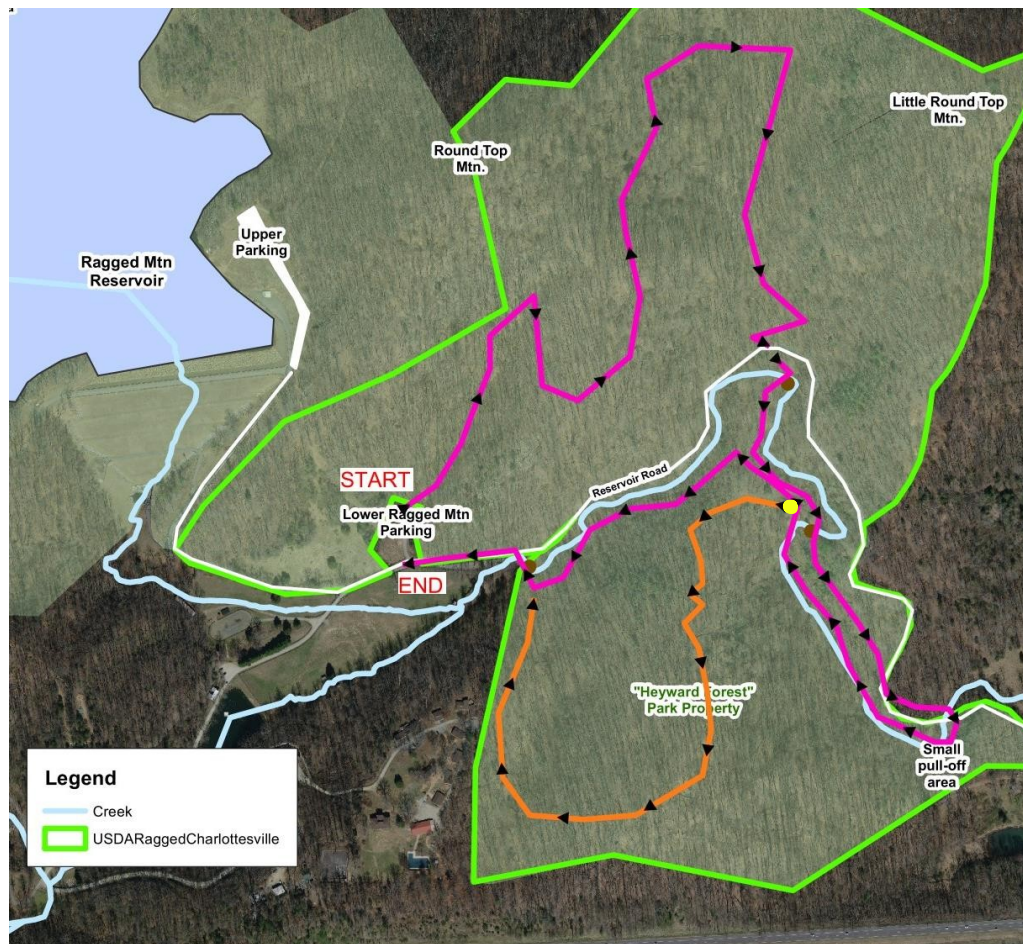 Little Round Top
Mtn.
Round Top
Mtn.
Upper
Parking
Ragged Mtn
Reservoir
START
Reservoir Road
Lower Ragged Mtn
Parking
END
"Heyward Forest"
Park Property
Small
pull-off
area
Legend
Creek
USDARaggedCharlottesville